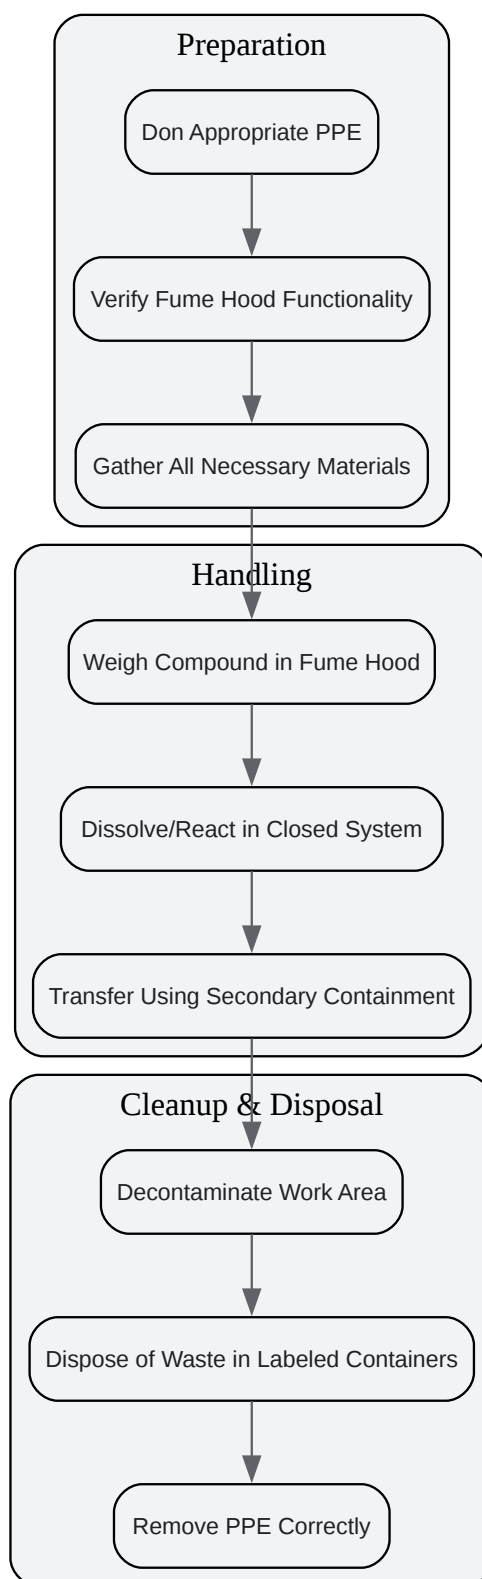 Preparation
Don Appropriate PPE
Verify Fume Hood Functionality
Gather All Necessary Materials
Handling
Weigh Compound in Fume Hood
Dissolve/React in Closed System
Transfer Using Secondary Containment
Cleanup & Disposal
Decontaminate Work Area
Dispose of Waste in Labeled Containers
Remove PPE Correctly